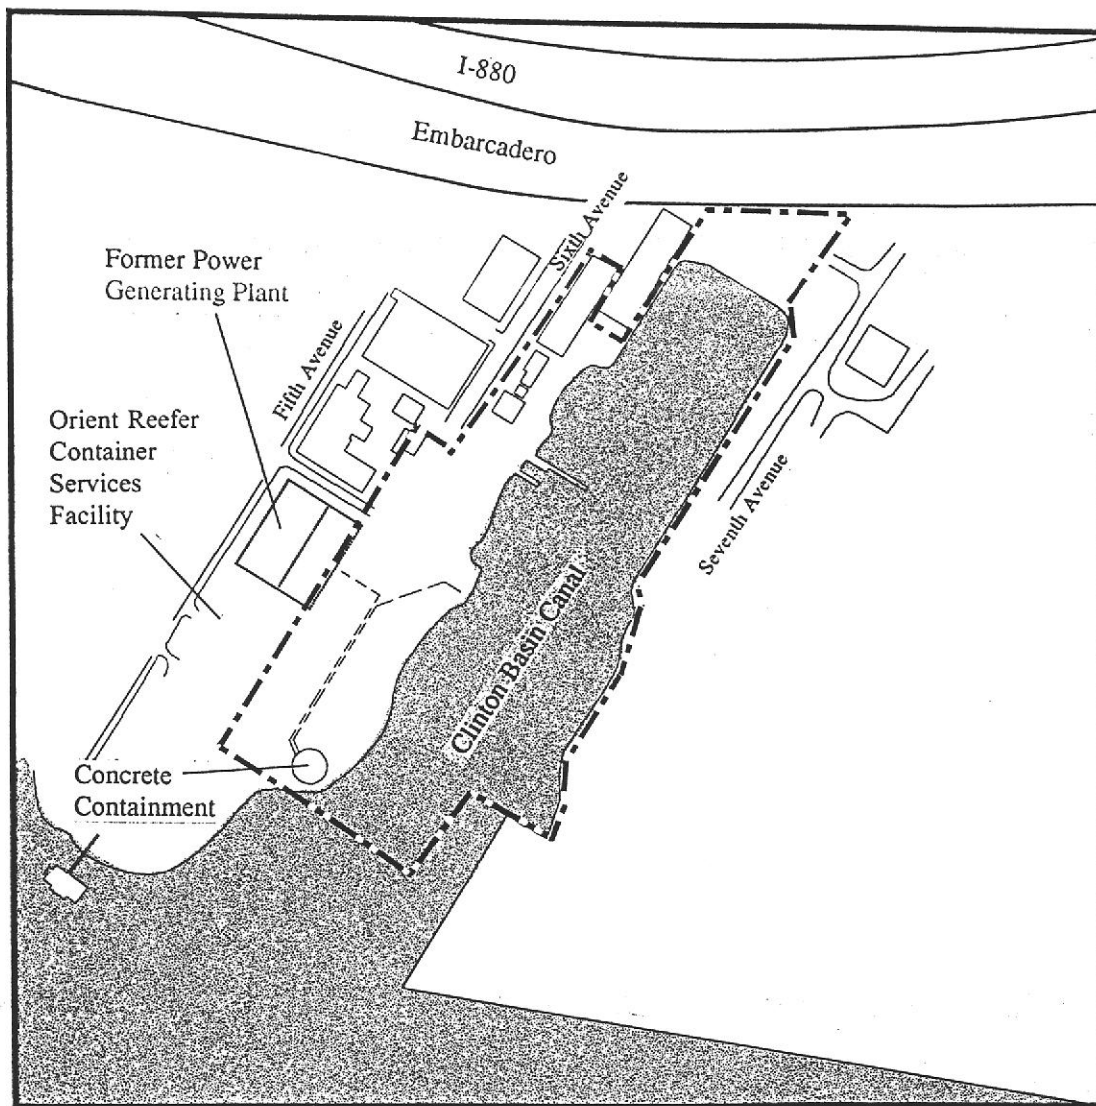 I-880
Embarcadero
Sixth Avenue
Former Power
Generating Plant
Fifth Avenue
Orient Reefer
Container
Services
Facility
Seventh Avenue
Clinton Basin Canal
Concrete
Containment